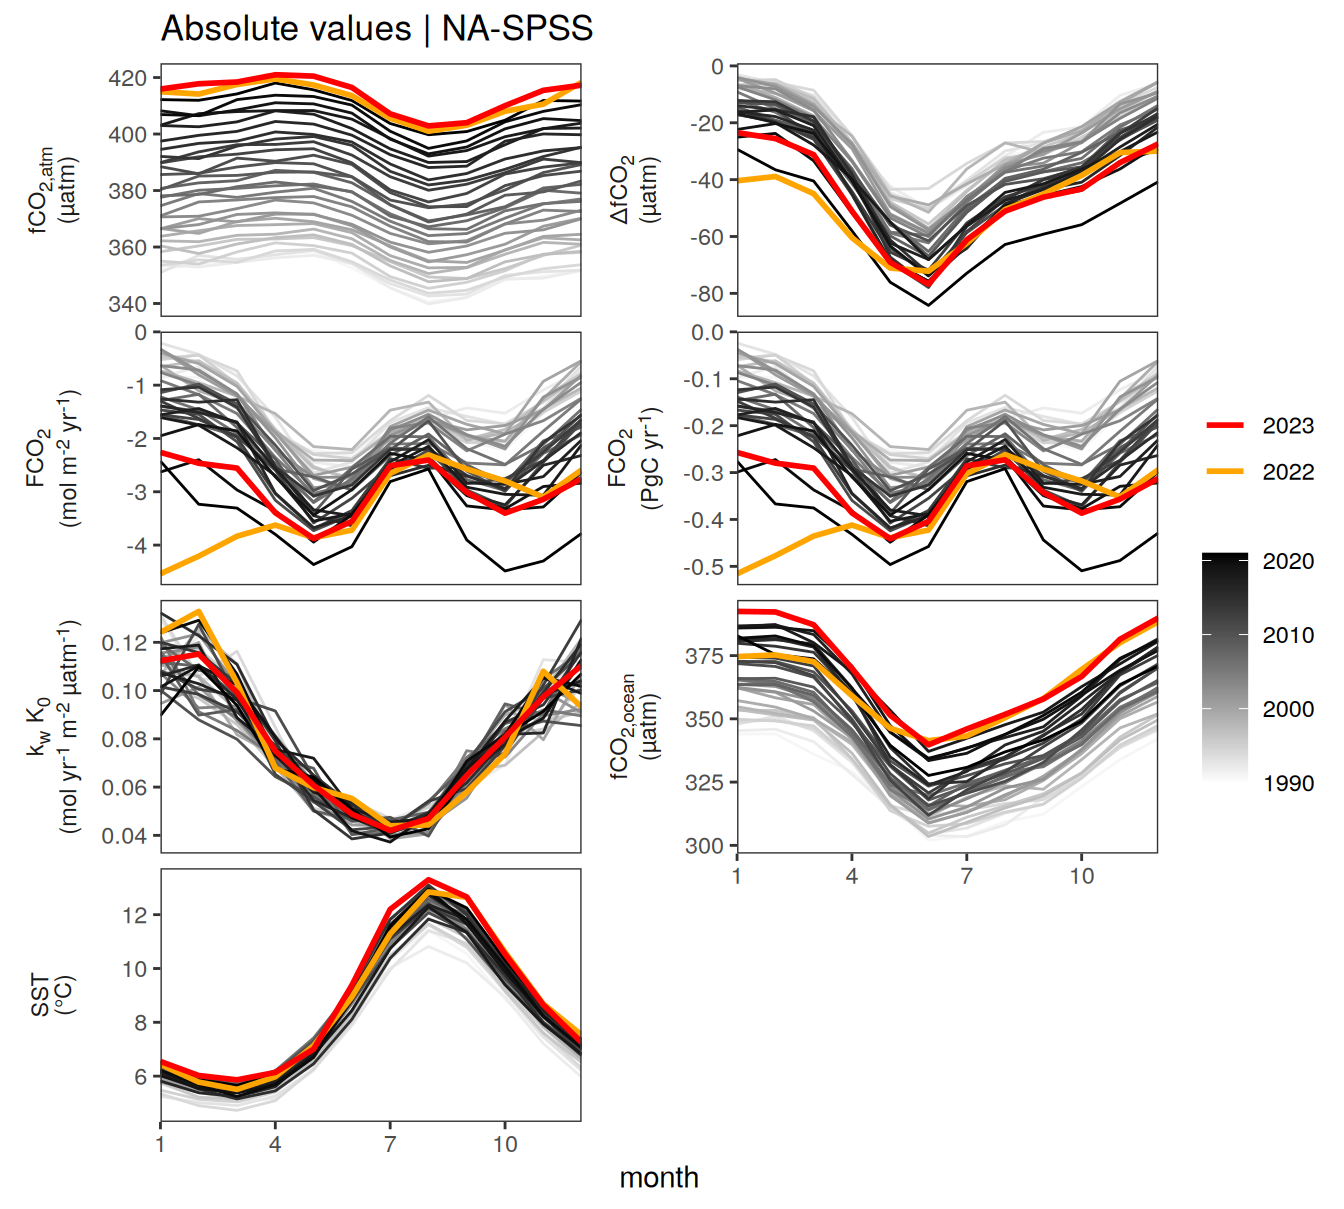 Absolute values | NA-SPSS
fCO2,atm
(µatm)
420
400
380
360
340
ΔfCO2
(µatm)
0
-20
-40
-60
-80
FCO2
(mol m-2 yr-1)
0
-1
-2
-3
-4
FCO2
(PgC yr-1)
0.0
-0.1
-0.2
-0.3
-0.4
-0.5
kw K0
(mol yr-1 m-2 µatm-1)
0.12
0.10
0.08
0.06
0.04
fCO2,ocean
(µatm)
375
350
325
300
1 4 7 10
SST
(°C)
12
10
8
6
1 4 7 10
month
2023
2022
2020
2010
2000
1990